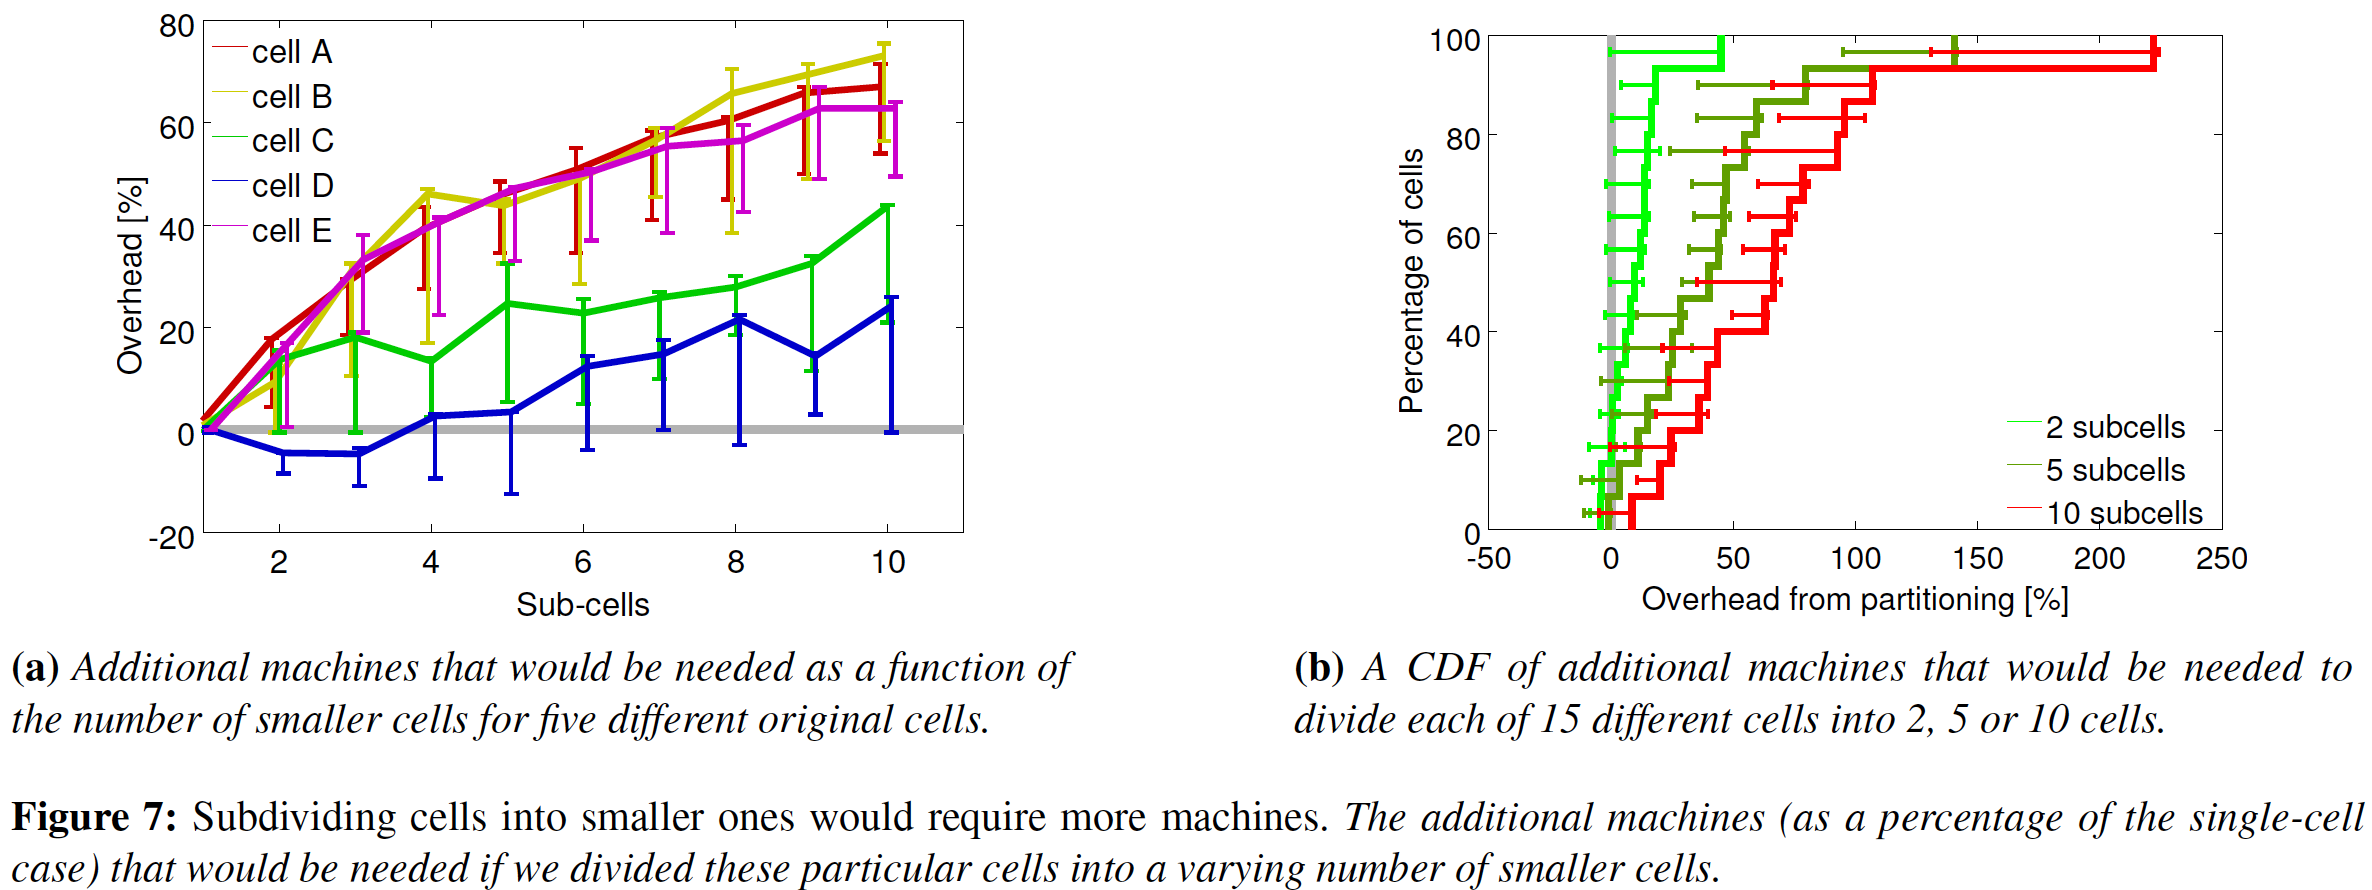 80
60
40
20
0
-20
Overhead [%]
cell A
cell B
cell C
cell D
cell E
2 4 6 8 10
Sub-cells
100
80
60
40
20
0
Percentage of cells
2 subcells
5 subcells
10 subcells
-50 0 50 100 150 200 250
Overhead from partitioning [%]
(a) Additional machines that would be needed as a function of
the number of smaller cells for five different original cells.
(b) A CDF of additional machines that would be needed to
divide each of 15 different cells into 2, 5 or 10 cells.
Figure 7: Subdividing cells into smaller ones would require more machines. The additional machines (as a percentage of the single-cell
case) that would be needed if we divided these particular cells into a varying number of smaller cells.